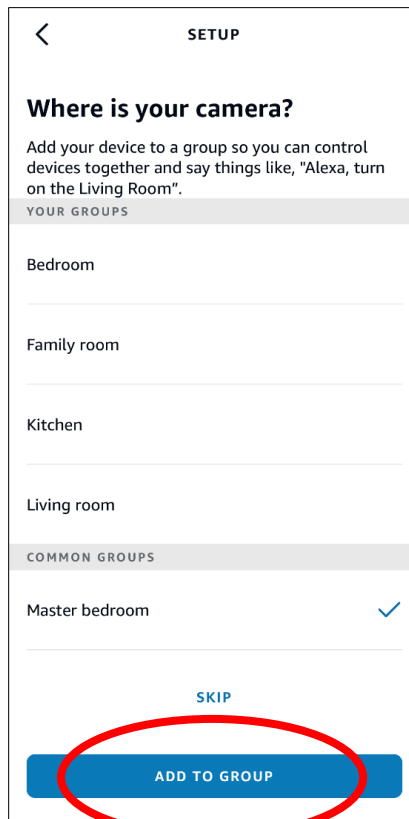 SETUP
Where is your camera?
Add your device to a group so you can control
devices together and say things like, "Alexa, turn
on the Living Room”.
YOUR GROUPS
Bedroom
Family room
Kitchen
Living room
COMMON GROUPS
Master bedroom
SKIP
ADD TO GROUP